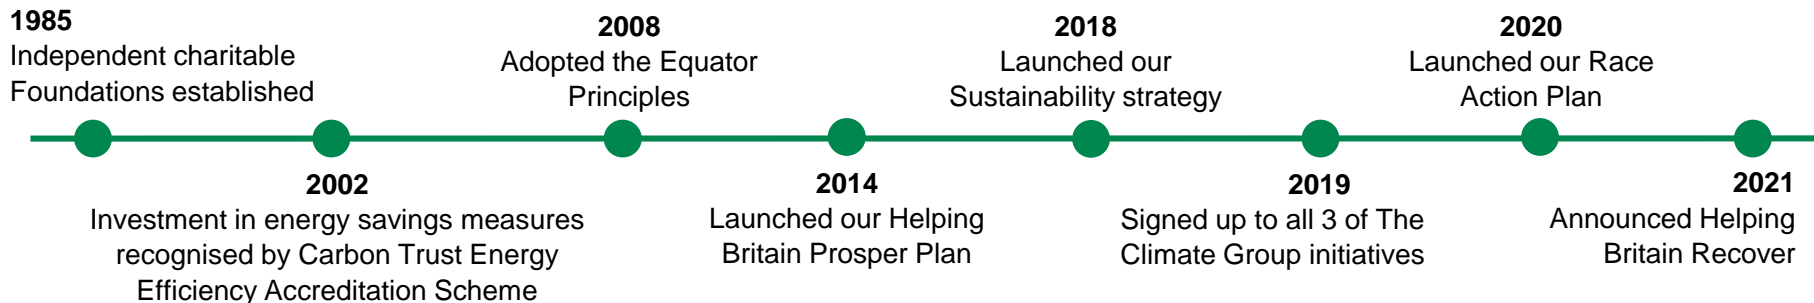 1985
Independent charitable
Foundations established
2002
Investment in energy savings measures
recognised by Carbon Trust Energy
Efficiency Accreditation Scheme
2008
Adopted the Equator
Principles
2014
Launched our Helping
Britain Prosper Plan
2018
Launched our
Sustainability strategy
2019
Signed up to all 3 of The
Climate Group initiatives
2020
Launched our Race
Action Plan
2021
Announced Helping
Britain Recover